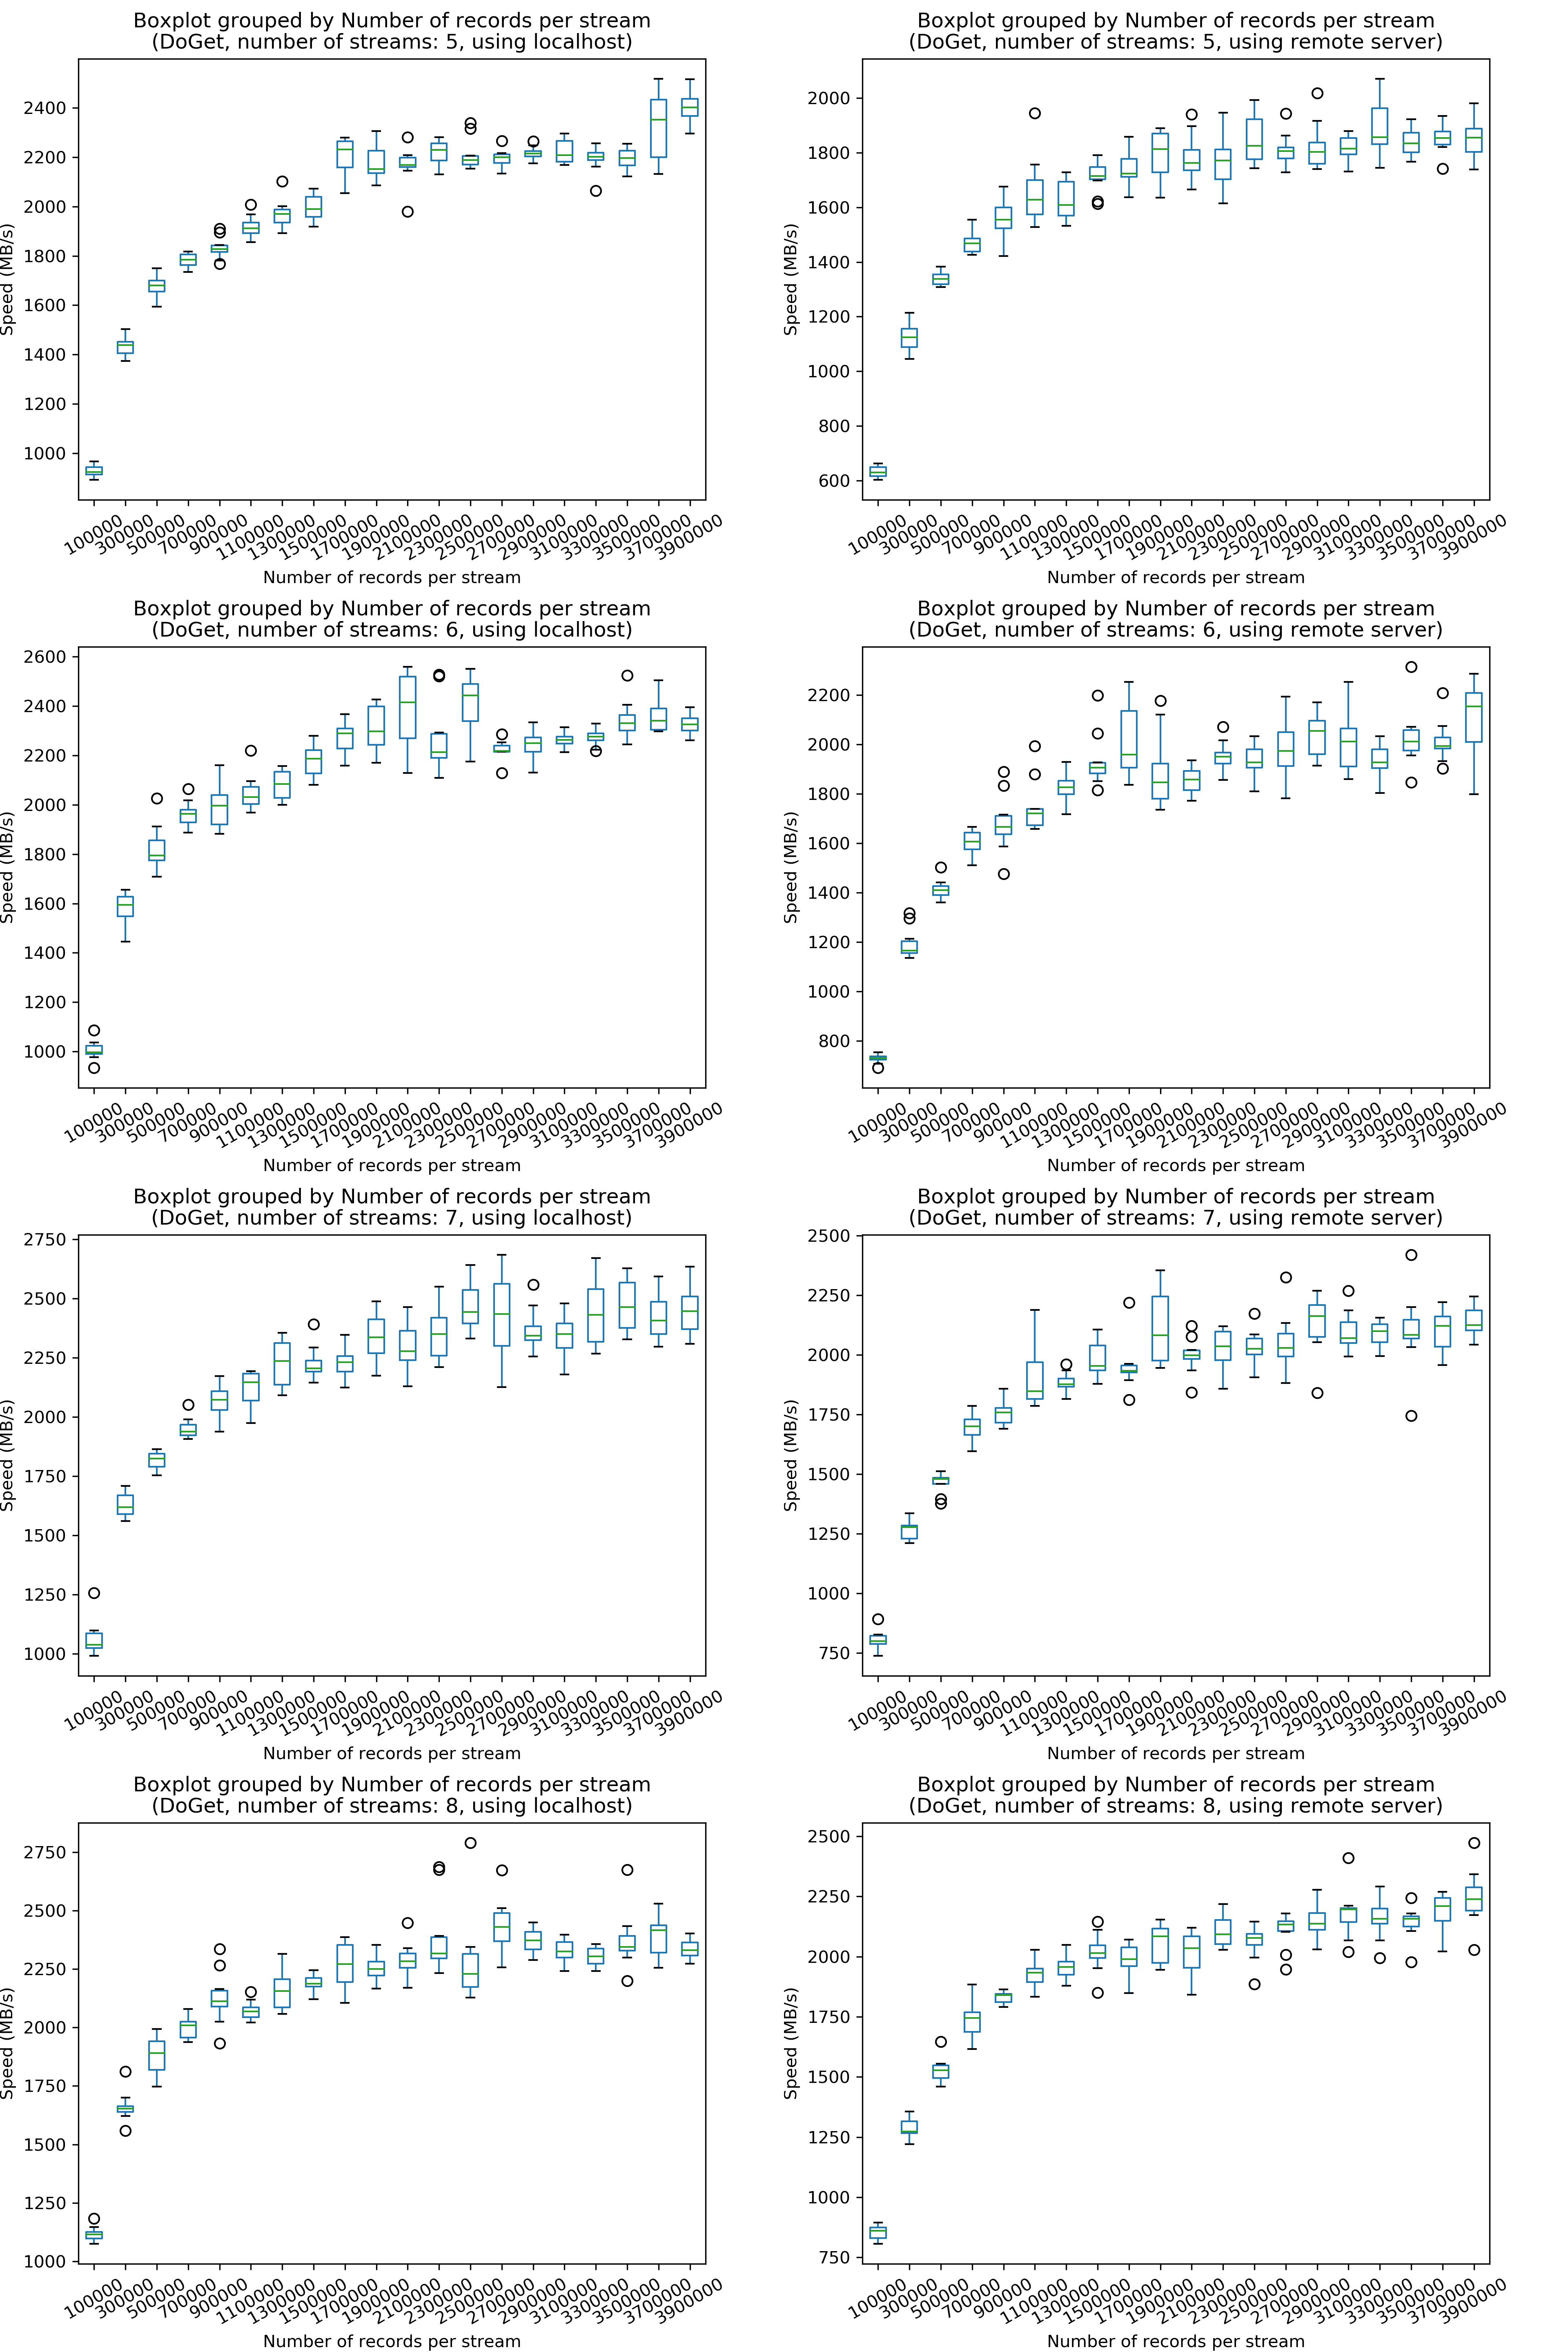 Boxplot grouped by Number of records per stream
(DoGet, number of streams: 5, using localhost)
Speed (MB/s)
2400
2200
2000
1800
1600
1400
1200
1000
100000 300000 500000 700000 900000 1100000 1300000 1500000 1700000 1900000 2100000 2300000 2500000 2700000 2900000 3100000 3300000 3500000 3700000 3900000
Number of records per stream
Boxplot grouped by Number of records per stream
(DoGet, number of streams: 5, using remote server)
Speed (MB/s)
2000
1800
1600
1400
1200
1000
800
600
100000 300000 500000 700000 900000 1100000 1300000 1500000 1700000 1900000 2100000 2300000 2500000 2700000 2900000 3100000 3300000 3500000 3700000 3900000
Number of records per stream
Boxplot grouped by Number of records per stream
(DoGet, number of streams: 6, using localhost)
Speed (MB/s)
2600
2400
2200
2000
1800
1600
1400
1200
1000
100000 300000 500000 700000 900000 1100000 1300000 1500000 1700000 1900000 2100000 2300000 2500000 2700000 2900000 3100000 3300000 3500000 3700000 3900000
Number of records per stream
Boxplot grouped by Number of records per stream
(DoGet, number of streams: 6, using remote server)
Speed (MB/s)
2200
2000
1800
1600
1400
1200
1000
800
100000 300000 500000 700000 900000 1100000 1300000 1500000 1700000 1900000 2100000 2300000 2500000 2700000 2900000 3100000 3300000 3500000 3700000 3900000
Number of records per stream
Boxplot grouped by Number of records per stream
(DoGet, number of streams: 7, using localhost)
Speed (MB/s)
2750
2500
2250
2000
1750
1500
1250
1000
100000 300000 500000 700000 900000 1100000 1300000 1500000 1700000 1900000 2100000 2300000 2500000 2700000 2900000 3100000 3300000 3500000 3700000 3900000
Number of records per stream
Boxplot grouped by Number of records per stream
(DoGet, number of streams: 7, using remote server)
Speed (MB/s)
2500
2250
2000
1750
1500
1250
1000
750
100000 300000 500000 700000 900000 1100000 1300000 1500000 1700000 1900000 2100000 2300000 2500000 2700000 2900000 3100000 3300000 3500000 3700000 3900000
Number of records per stream
Boxplot grouped by Number of records per stream
(DoGet, number of streams: 8, using localhost)
Speed (MB/s)
2750
2500
2250
2000
1750
1500
1250
1000
100000 300000 500000 700000 900000 1100000 1300000 1500000 1700000 1900000 2100000 2300000 2500000 2700000 2900000 3100000 3300000 3500000 3700000 3900000
Number of records per stream
Boxplot grouped by Number of records per stream
(DoGet, number of streams: 8, using remote server)
Speed (MB/s)
2500
2250
2000
1750
1500
1250
1000
750
100000 300000 500000 700000 900000 1100000 1300000 1500000 1700000 1900000 2100000 2300000 2500000 2700000 2900000 3100000 3300000 3500000 3700000 3900000
Number of records per stream